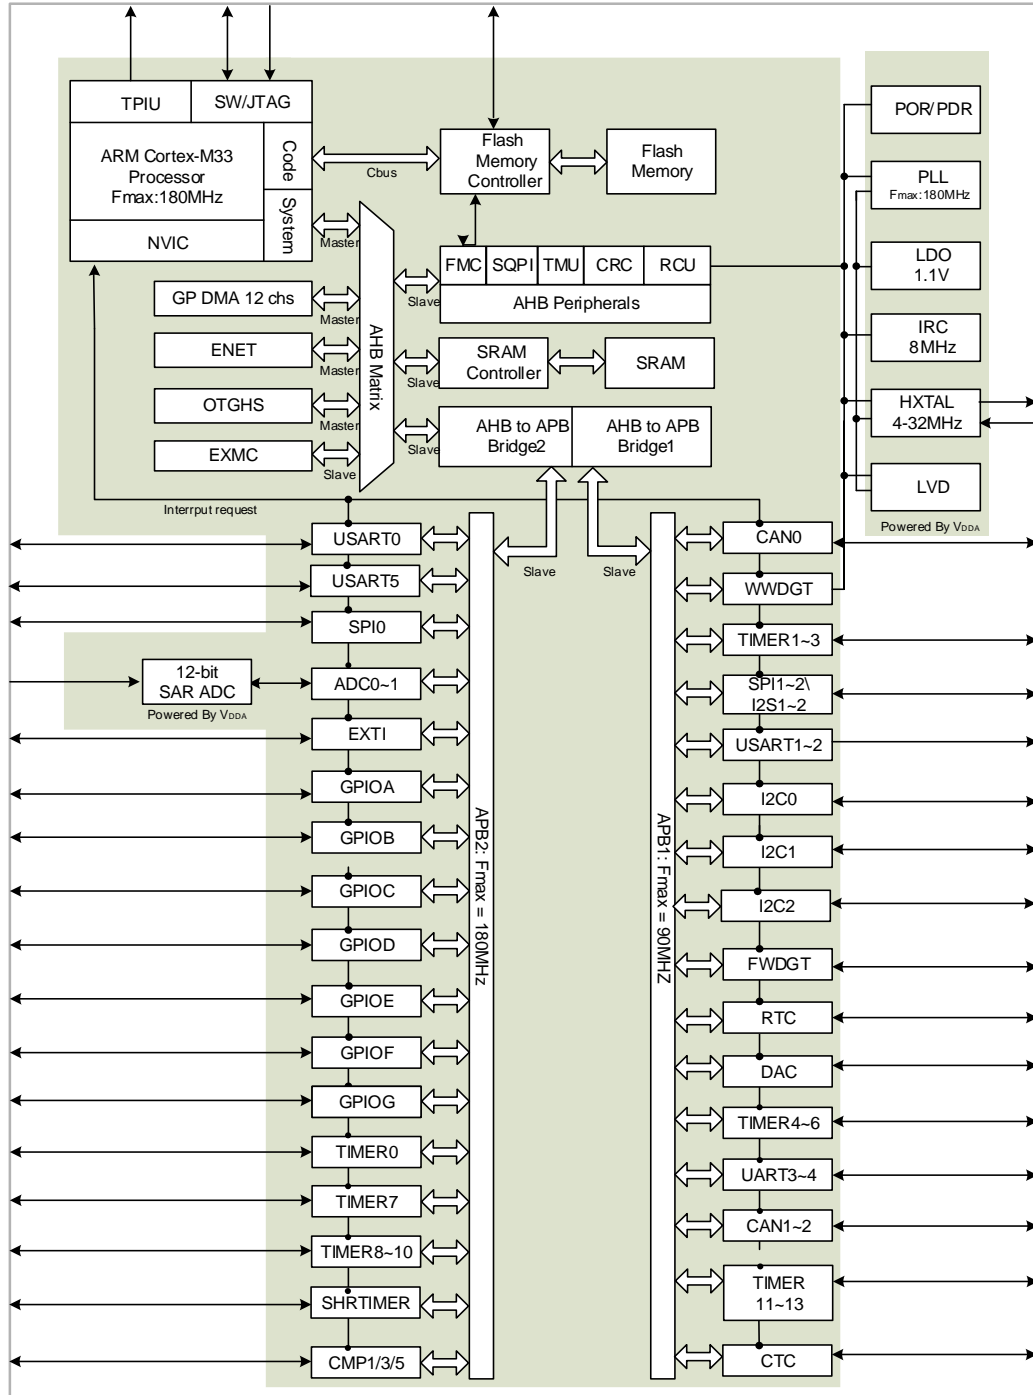 TPIU
SW/JTAG
ARM Cortex-M33
Processor
Fmax:180MHz
Code
System
NVIC
Cbus
Flash
Memory
Controller
Flash
Memory
Master
FMC
SQPI
TMU
CRC
RCU
AHB Peripherals
Slave
GP DMA 12 chs
Master
ENET
Master
OTGHS
Master
EXMC
Slave
AHB Matrix
SRAM
Controller
SRAM
Slave
AHB to APB
Bridge2
AHB to APB
Bridge1
Slave
POR/PDR
PLL
Fmax:180MHz
LDO
1.1V
IRC
8MHz
HXTAL
4-32MHz
LVD
Powered By VDDA
Interrput request
Slave
Slave
USART0
USART5
SPI0
12-bit
SAR ADC
Powered By VDDA
ADC0~1
EXTI
GPIOA
GPIOB
GPIOC
GPIOD
GPIOE
GPIOF
GPIOG
TIMER0
TIMER7
TIMER8~10
SHRTIMER
CMP1/3/5
APB2: Fmax = 180MHz
APB1: Fmax = 90MHZ
CAN0
WWDGT
TIMER1~3
SPI1~2\
I2S1~2
USART1~2
I2C0
I2C1
I2C2
FWDGT
RTC
DAC
TIMER4~6
UART3~4
CAN1~2
TIMER
11~13
CTC